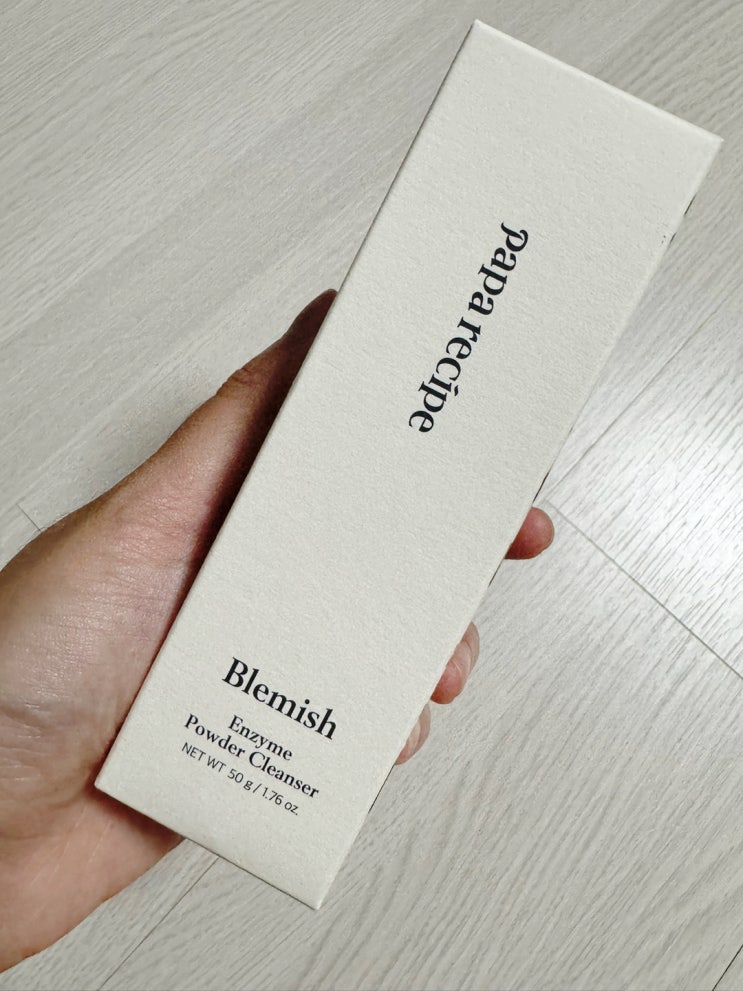 papa recipe
Blemish
Enzyme
Powder Cleanser
NET WT 50 g / 1.76 oz.